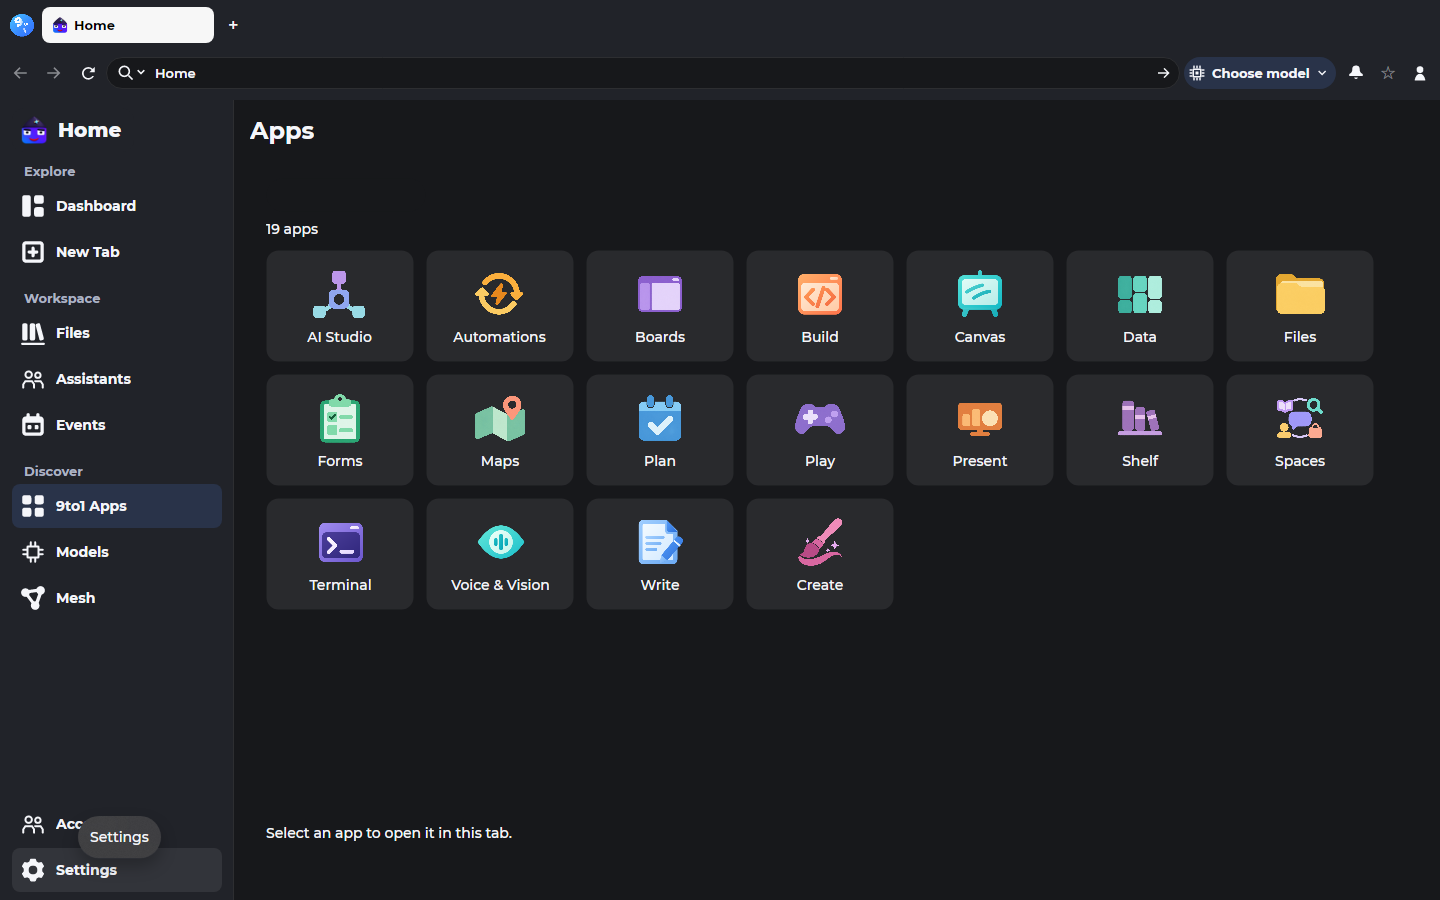 Home
+
Home
Choose model
Home
Explore
Dashboard
New Tab
Workspace
Files
Assistants
Events
Discover
9to1 Apps
Models
Mesh
Settings
Settings
Apps
19 apps
AI Studio
Automations
Boards
Build
Canvas
Data
Files
Forms
Maps
Plan
Play
Present
Shelf
Spaces
Terminal
Voice & Vision
Write
Create
Select an app to open it in this tab.